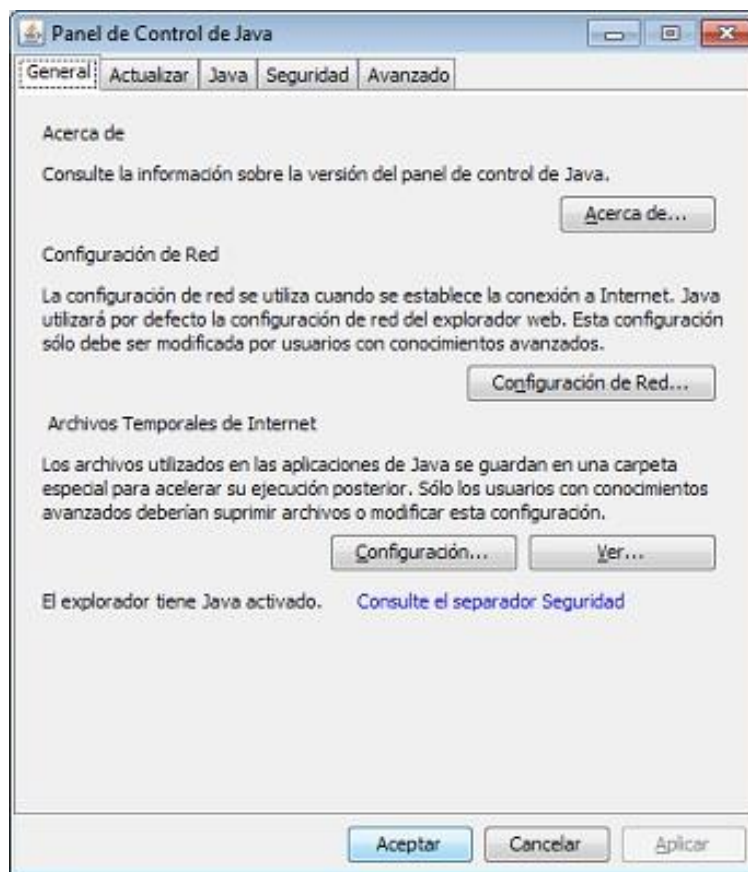 Panel de Control de Java
General Actualizar Java Seguridad Avanzado
Acerca de
Consulte la información sobre la versión del panel de control de Java.
Acerca de...
Configuración de Red
La configuración de red se utiliza cuando se establece la conexión a Internet. Java
utilizará por defecto la configuración de red del explorador web. Esta configuración
sólo debe ser modificada por usuarios con conocimientos avanzados.
Configuración de Red...
Archivos Temporales de Internet
Los archivos utilizados en las aplicaciones de Java se guardan en una carpeta
especial para acelerar su ejecución posterior. Sólo los usuarios con conocimientos
avanzados deberían suprimir archivos o modificar esta configuración.
Configuración... Ver...
El explorador tiene Java activado. Consulte el separador Seguridad
Aceptar Cancelar Aplicar